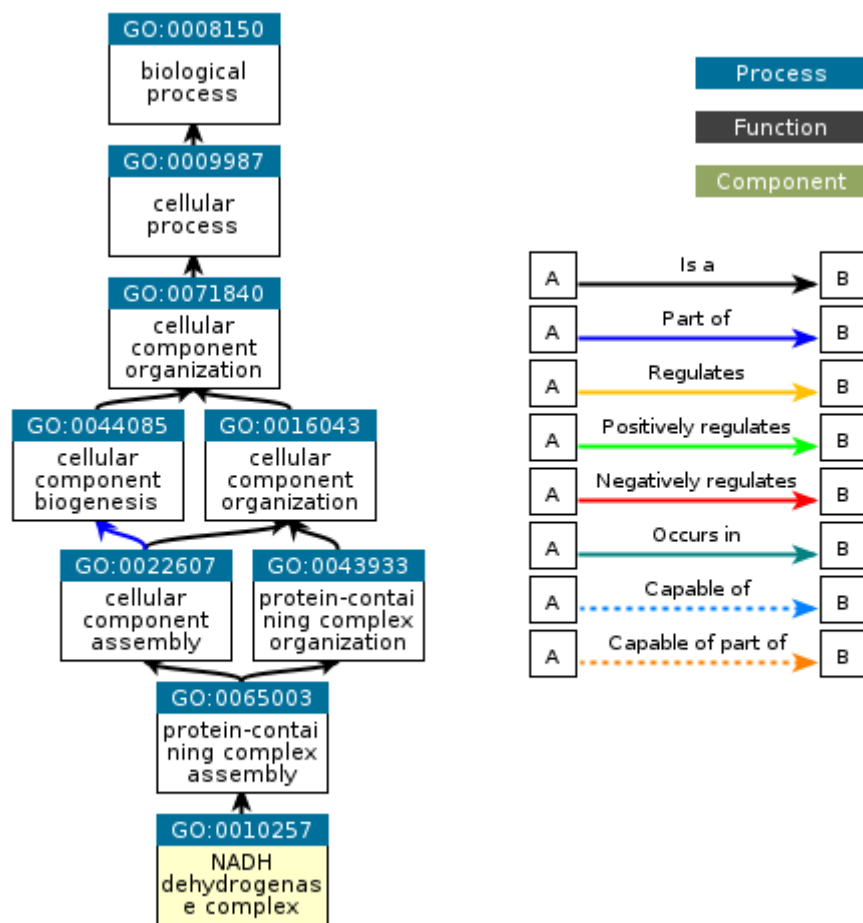 GO:0008150
biological
process
GO:0009987
cellular
process
GO:0071840
cellular
component
organization
GO:0044085
cellular
component
biogenesis
GO:0016043
cellular
component
organization
GO:0022607
cellular
component
assembly
GO:0043933
protein-contai
ning complex
organization
GO:0065003
protein-contai
ning complex
assembly
GO:0010257
NADH
dehydrogenas
e complex
Process
Function
Component
A Is a B
A Part of B
A Regulates B
A Positively regulates B
A Negatively regulates B
A Occurs in B
A Capable of B
A Capable of part of B